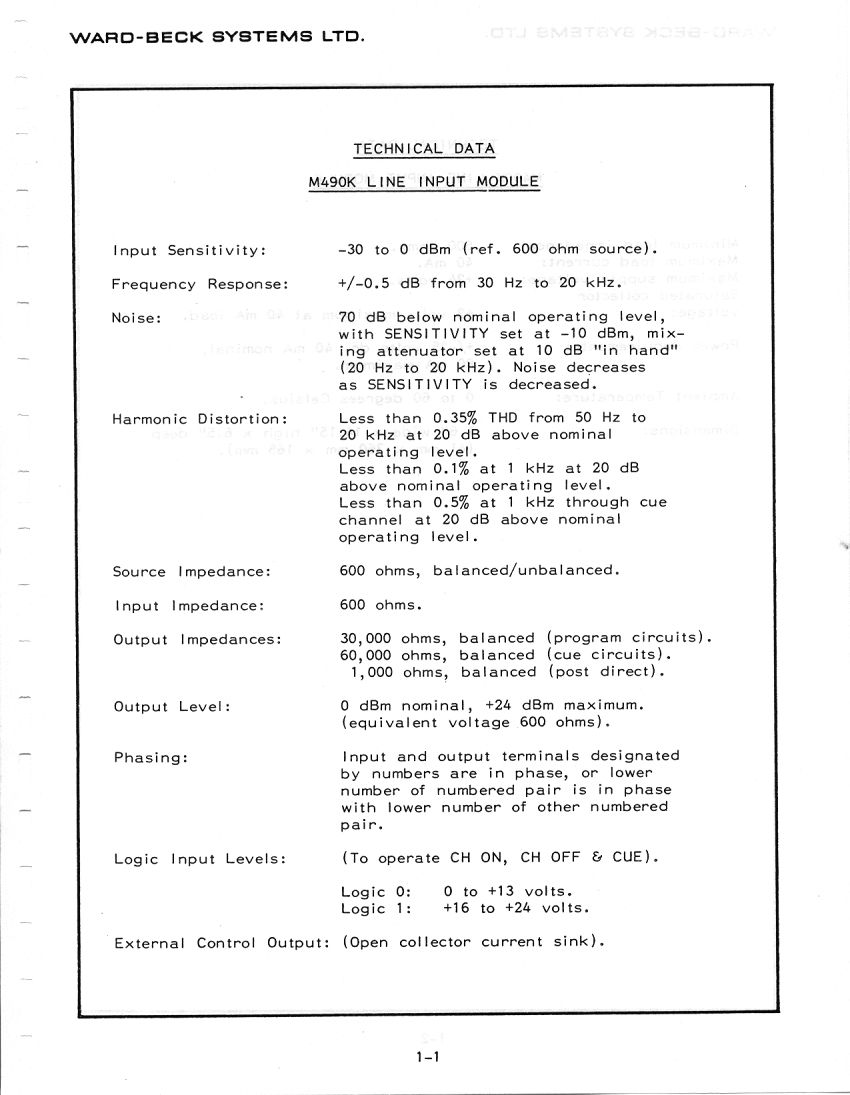 WARD-BECK SYSTEMS LTD.
TECHNICAL DATA
M490K LINE INPUT MODULE
Input Sensitivity: -30 to 0 dBm (ref. 600 ohm source).
Frequency Response: +/-0.5 dB from 30 Hz to 20 kHz.
Noise: 70 dB below nominal operating level,
with SENSITIVITY set at -10 dBm, mix-
ing attenuator set at 10 dB "in hand"
(20 Hz to 20 kHz). Noise decreases
as SENSITIVITY is decreased.
Harmonic Distortion: Less than 0.35% THD from 50 Hz to
20 kHz at 20 dB above nominal
operating level.
Less than 0.1% at 1 kHz at 20 dB
above nominal operating level.
Less than 0.5% at 1 kHz through cue
channel at 20 dB above nominal
operating level.
Source Impedance: 600 ohms, balanced/unbalanced.
Input Impedance: 600 ohms.
Output Impedances: 30,000 ohms, balanced (program circuits).
60,000 ohms, balanced (cue circuits).
1,000 ohms, balanced (post direct).
Output Level: 0 dBm nominal, +24 dBm maximum.
(equivalent voltage 600 ohms).
Phasing: Input and output terminals designated
by numbers are in phase, or lower
number of numbered pair is in phase
with lower number of other numbered
pair.
Logic Input Levels: (To operate CH ON, CH OFF & CUE).
Logic 0: 0 to +13 volts.
Logic 1: +16 to +24 volts.
External Control Output: (Open collector current sink).
1-1